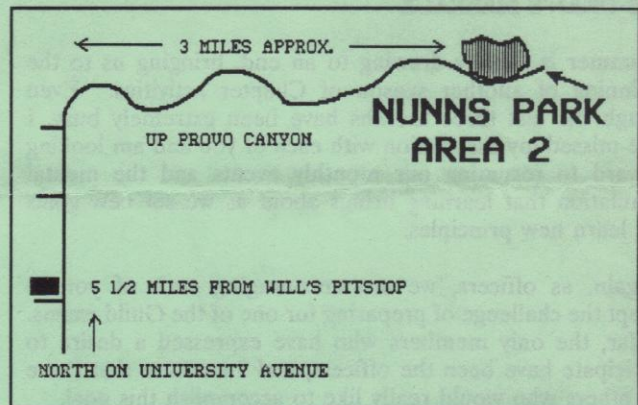 3 MILES APPROX.
NUNNS PARK
AREA 2
UP PROVO CANYON
5 1/2 MILES FROM WILL'S PITSTOP
NORTH ON UNIVERSITY AVENUE